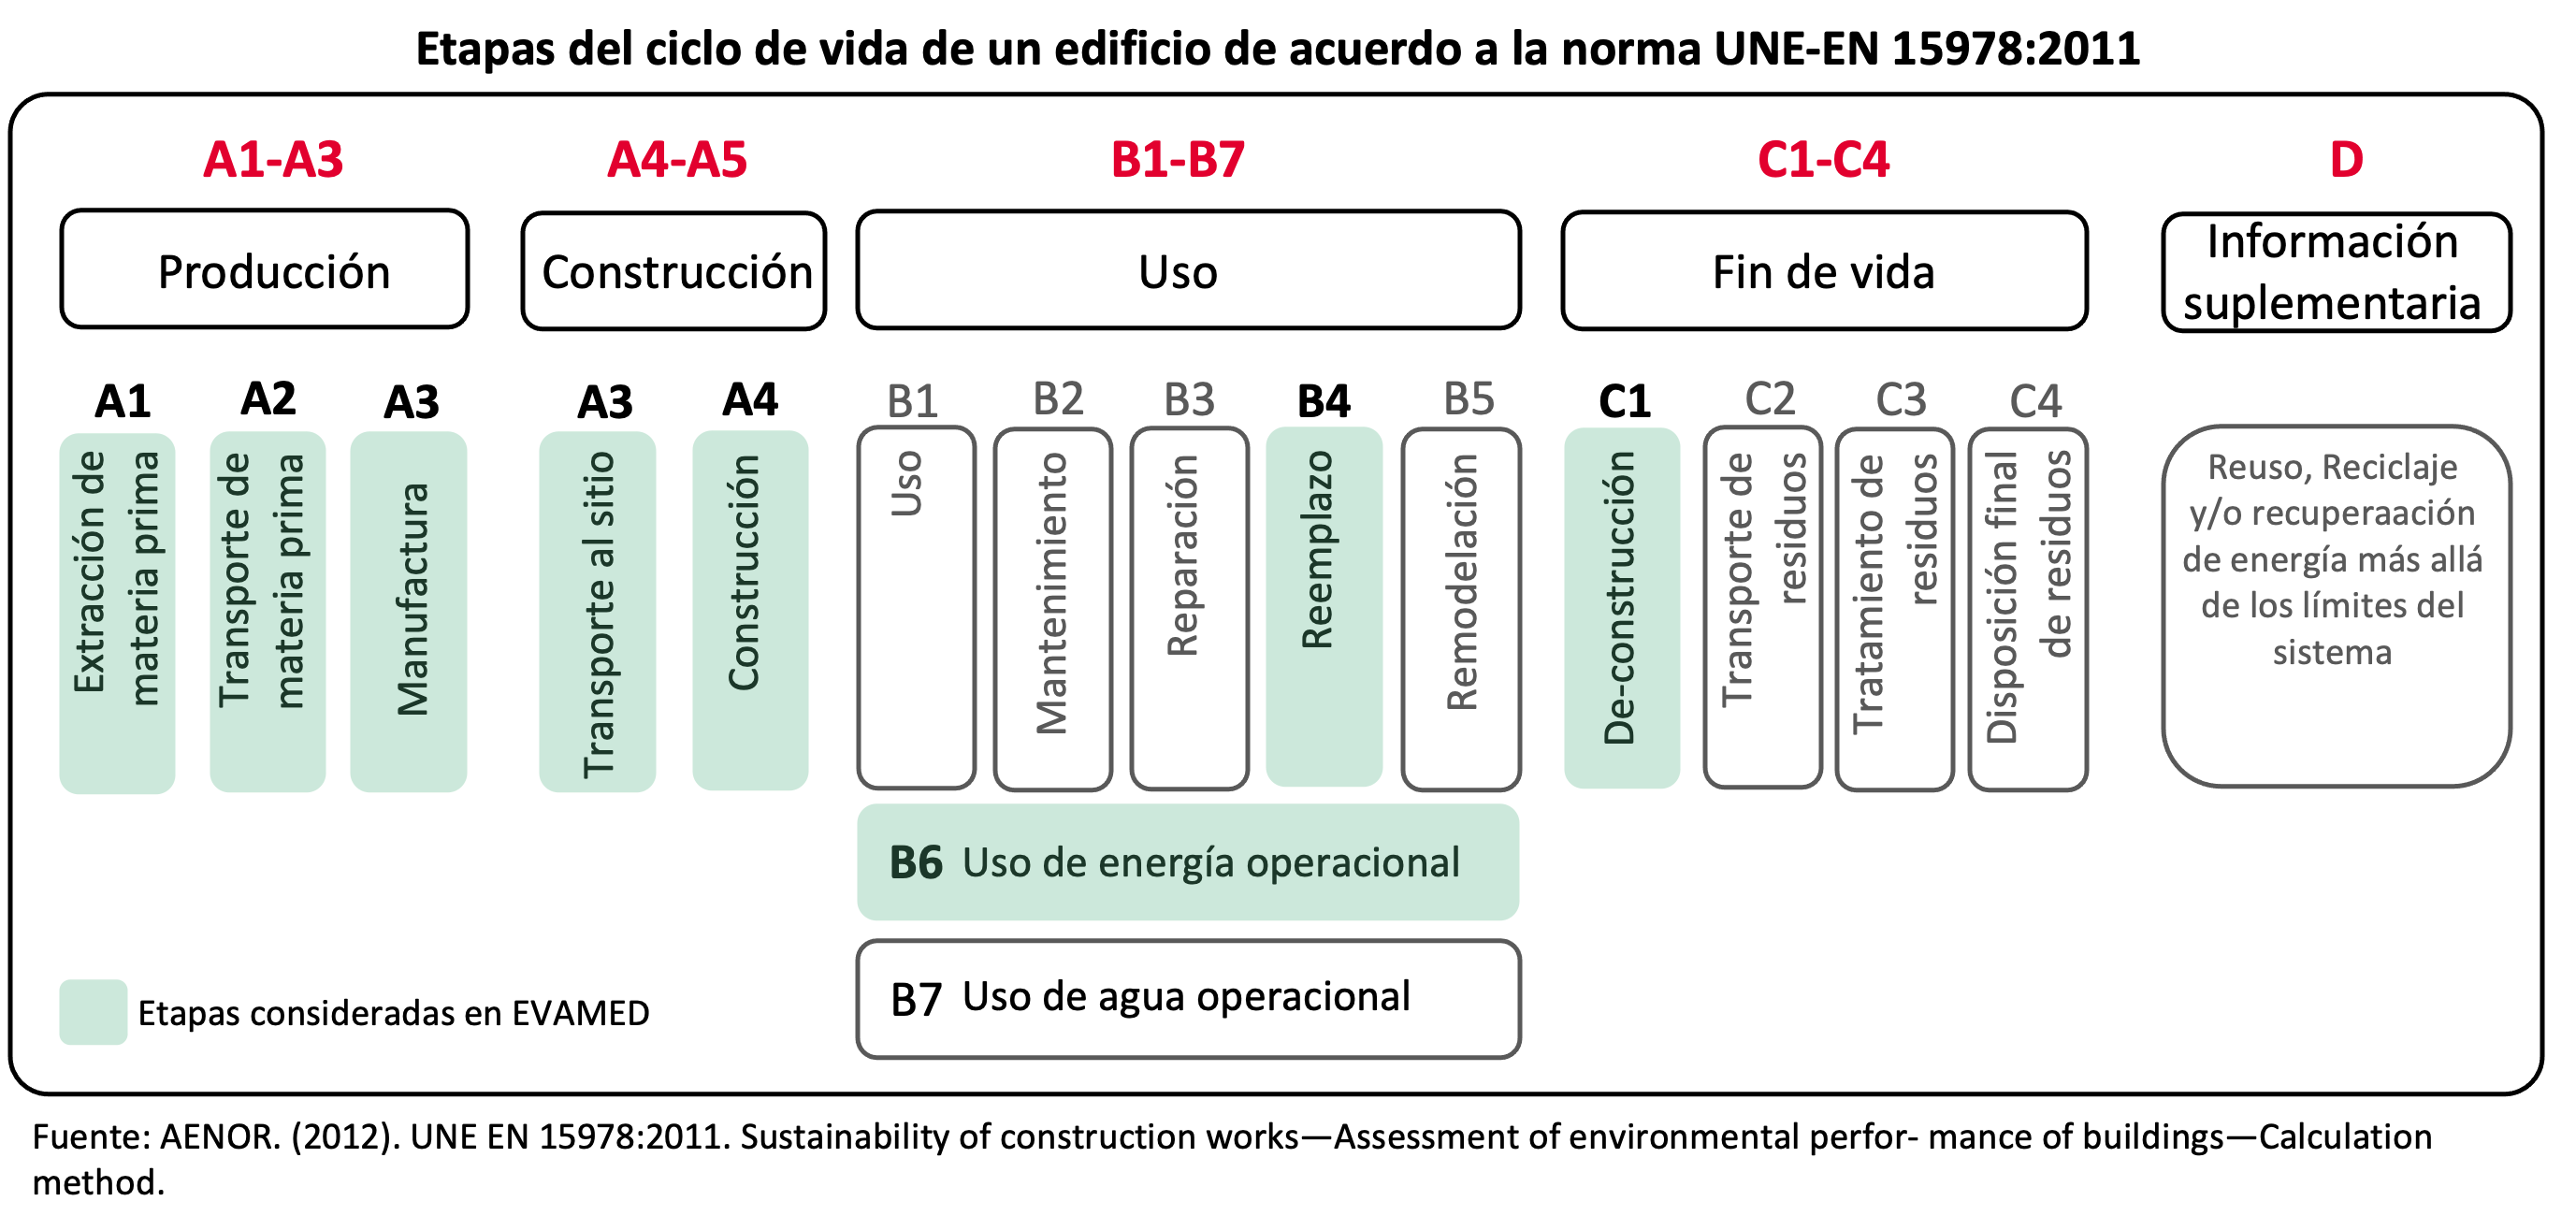 Etapas del ciclo de vida de un edificio de acuerdo a la norma UNE-EN 15978:2011
A1-A3
A4-A5
B1-B7
C1-C4
D
Producción
Construcción
Uso
Fin de vida
Información
suplementaria
A1
A2
A3
A3
A4
B1
B2
B3
B4
B5
C1
C2
C3
C4
Extracción de
materia prima
Transporte de
materia prima
Manufactura
Transporte al sitio
Construcción
Uso
Mantenimiento
Reparación
Reemplazo
Remodelación
De-construcción
Transporte de
residuos
Tratamiento de
residuos
Disposición final
de residuos
Reuso, Reciclaje
y/o recuperaación
de energía más allá
de los límites del
sistema
B6 Uso de energía operacional
B7 Uso de agua operacional
Etapas consideradas en EVAMED
Fuente: AENOR. (2012). UNE EN 15978:2011. Sustainability of construction works—Assessment of environmental perfor- mance of buildings—Calculation
method.